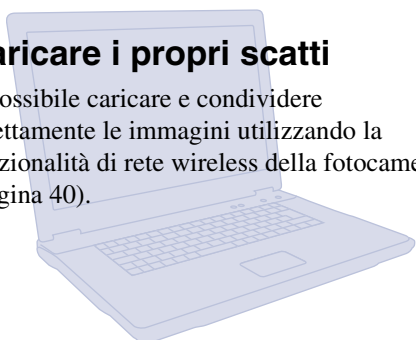 aricare i propri scatti
ossibile caricare e condividere
ettamente le immagini utilizzando la
zionalità di rete wireless della fotocame
gina 40).